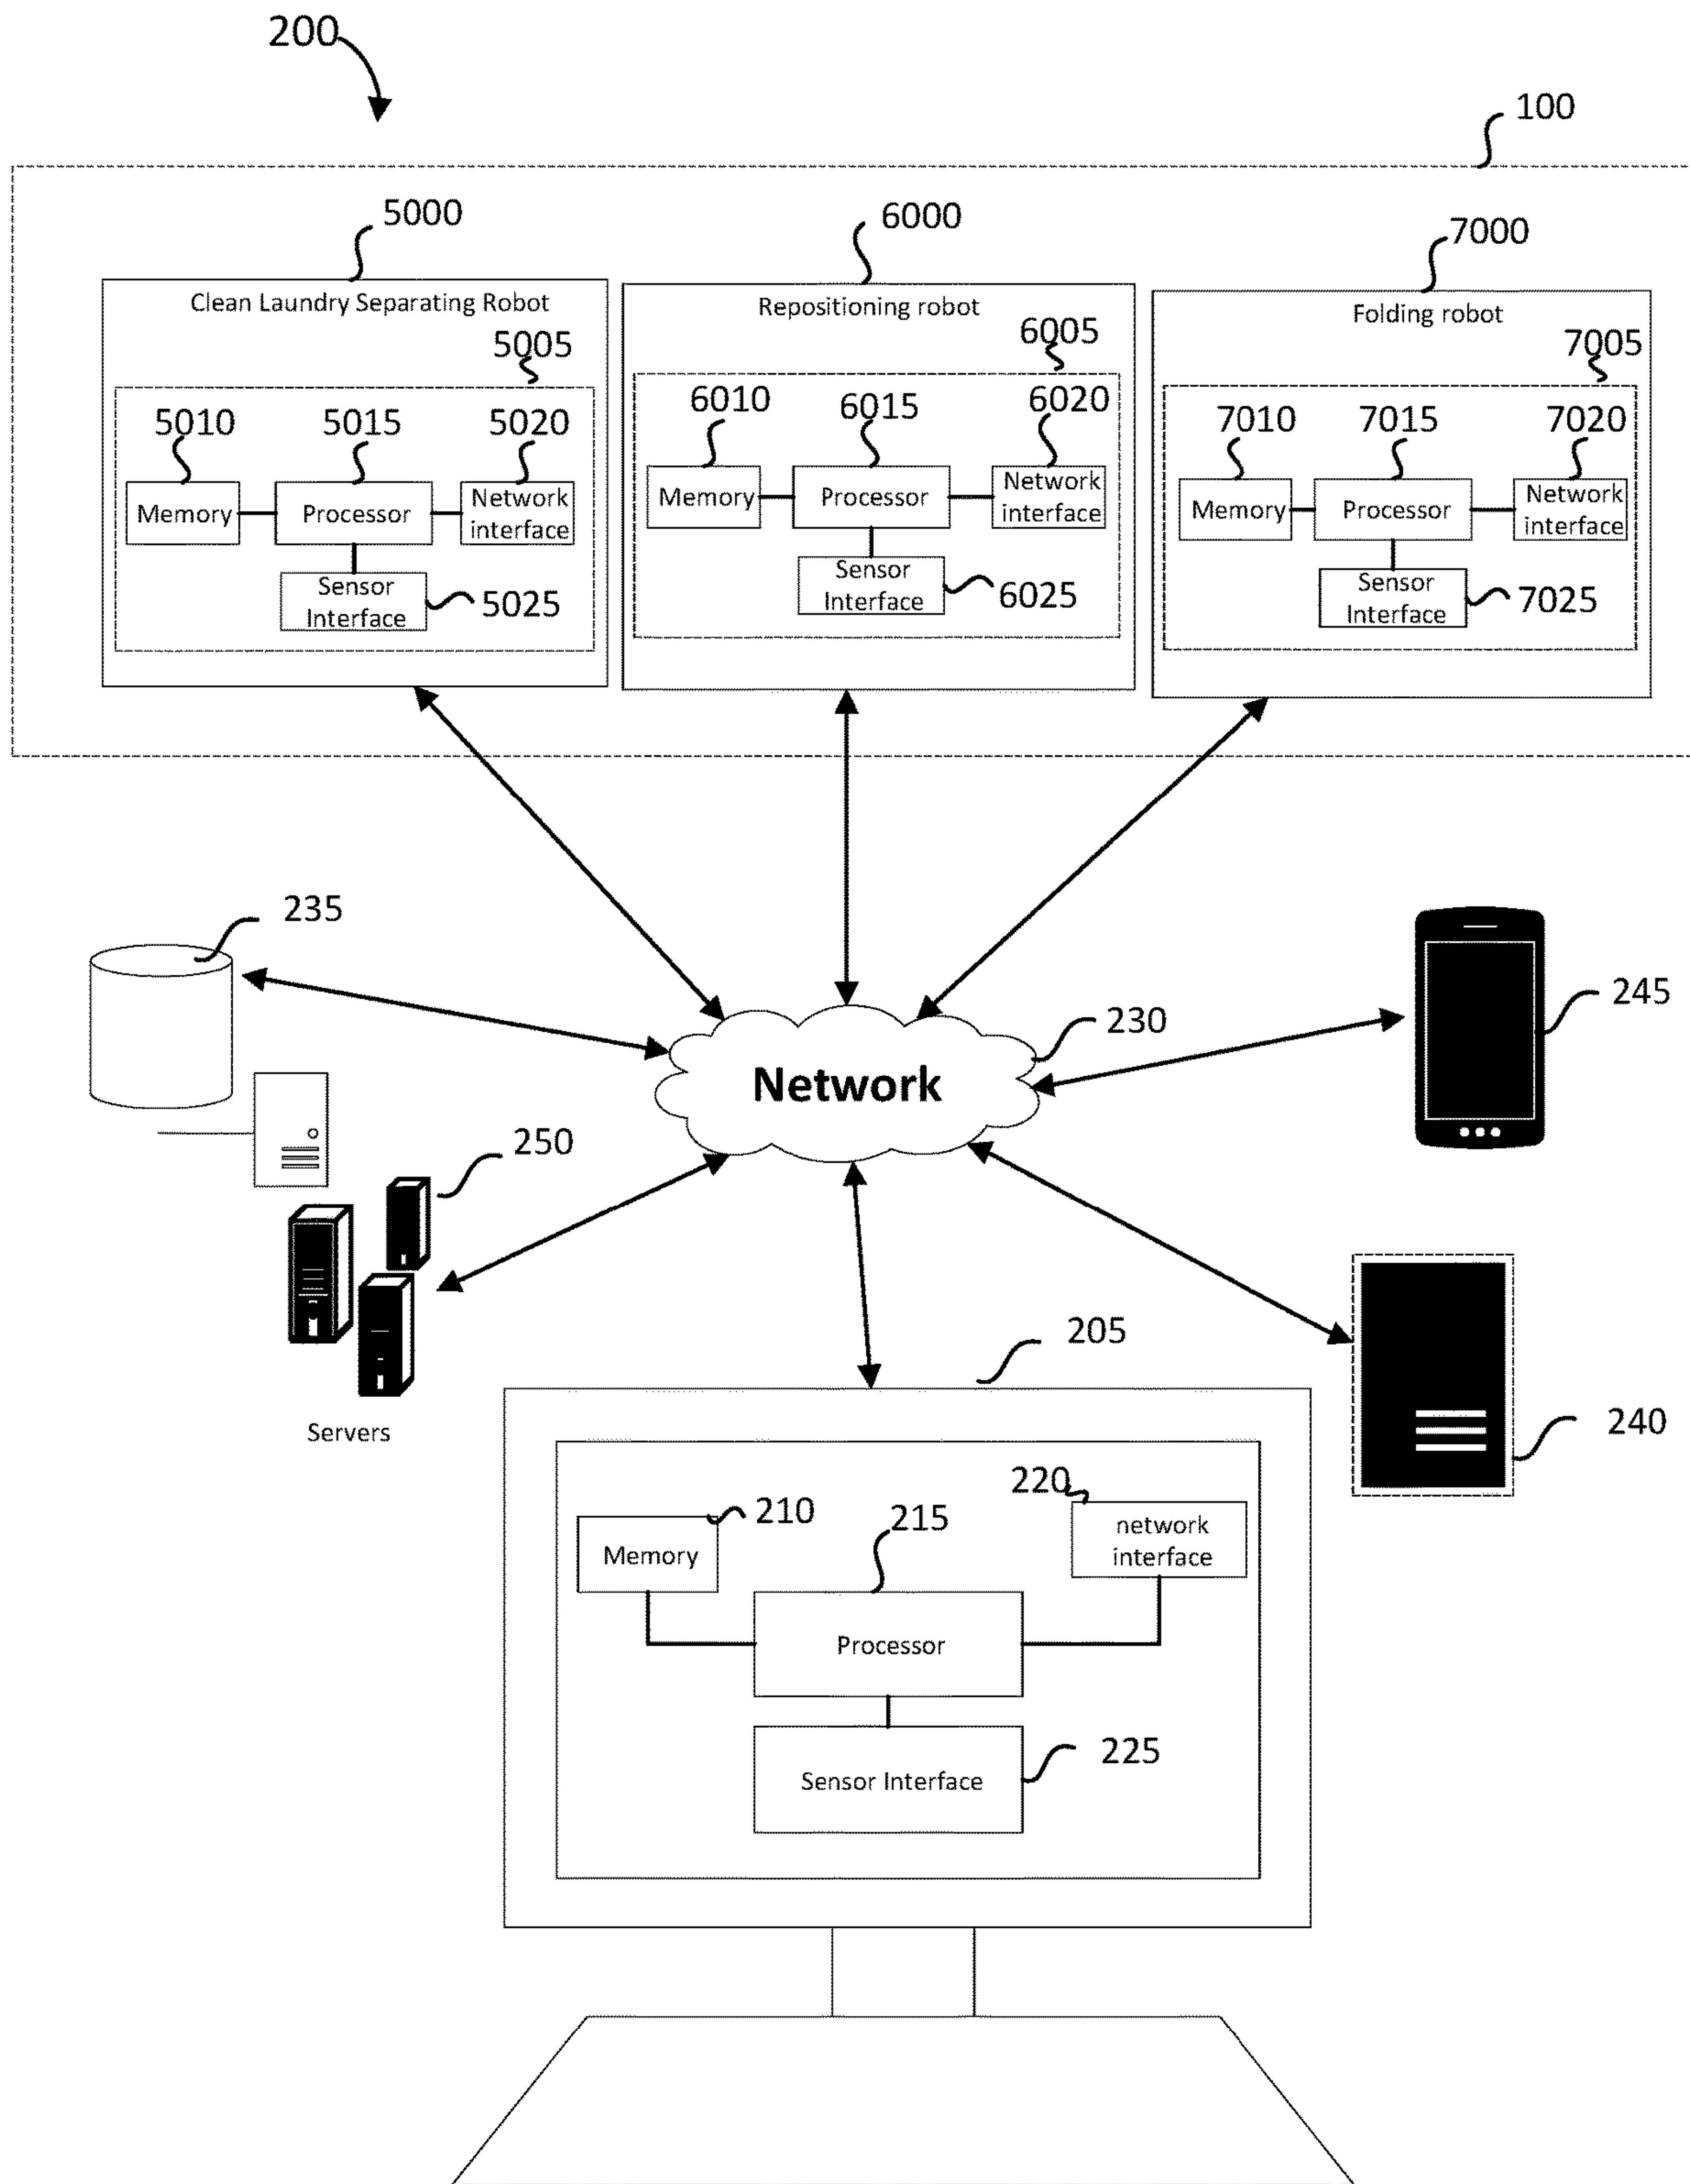 200
100
5000
6000
7000
Clean Laundry Separating Robot
Repositioning robot
Folding robot
5005
6005
7005
5010
5015
5020
6010
6015
6020
7010
7015
7020
Memory
Processor
Network
interface
Memory
Processor
Network
interface
Memory
Processor
Network
interface
Sensor
Interface
5025
Sensor
Interface
6025
Sensor
Interface
7025
235
245
230
Network
250
205
Servers
240
220
210
215
network
interface
Memory
Processor
225
Sensor Interface